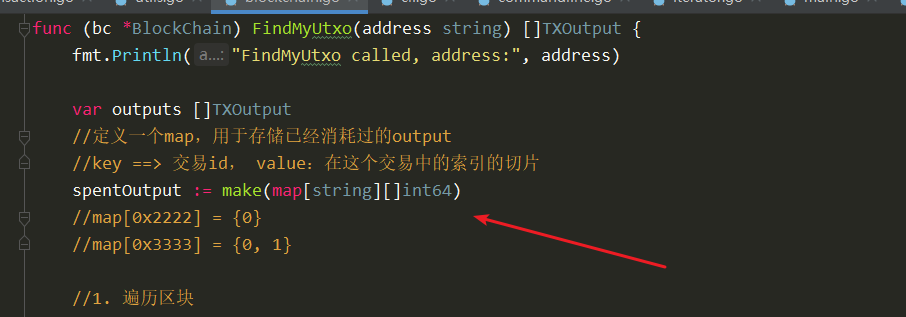 blockchain.go
func (bc *BlockChain) FindMyUtxo(address string) []TXOutput {
fmt.Println( a...: "FindMyUtxo called, address:", address)
var outputs []TXOutput
//定义一个map，用于存储已经消耗过的output
//key ==> 交易id， value：在这个交易中的索引的切片
spentOutput := make(map[string][]int64)
//map[0x2222] = {0}
//map[0x3333] = {0, 1}
//1. 遍历区块